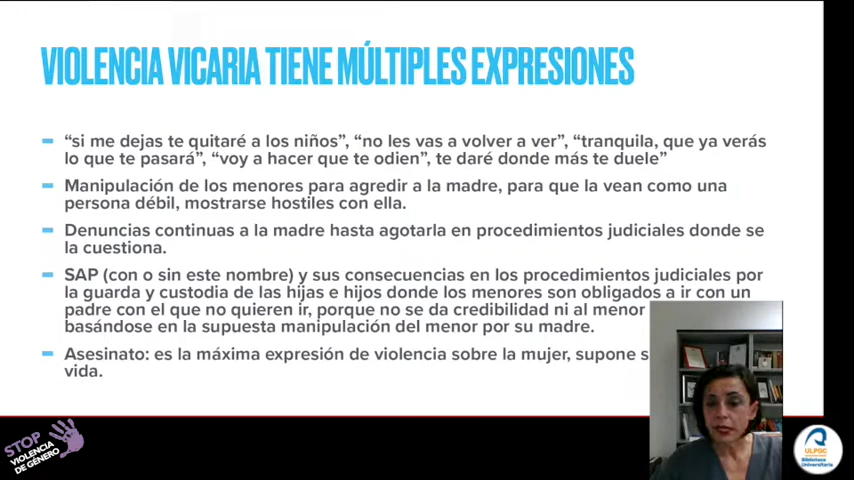 VIOLENCIA VICARIA TIENE MÚLTIPLES EXPRESIONES
“si me dejas te quitaré a los niños”, “no les vas a volver a ver”, “tranquila, que ya verás
lo que te pasará”, “voy a hacer que te odien”, te daré donde más te duele”
Manipulación de los menores para agredir a la madre, para que la vean como una
persona débil, mostrarse hostiles con ella.
Denuncias continuas a la madre hasta agotarla en procedimientos judiciales donde se
la cuestiona.
SAP (con o sin este nombre) y sus consecuencias en los procedimientos judiciales por
la guarda y custodia de las hijas e hijos donde los menores son obligados a ir con un
padre con el que no quieren ir, porque no se da credibilidad ni al menor
basándose en la supuesta manipulación del menor por su madre.
Asesinato: es la máxima expresión de violencia sobre la mujer, supone
vida.
STOP
VIOLENCIA
DE GÉNERO
ULPGC
Biblioteca
Universitaria